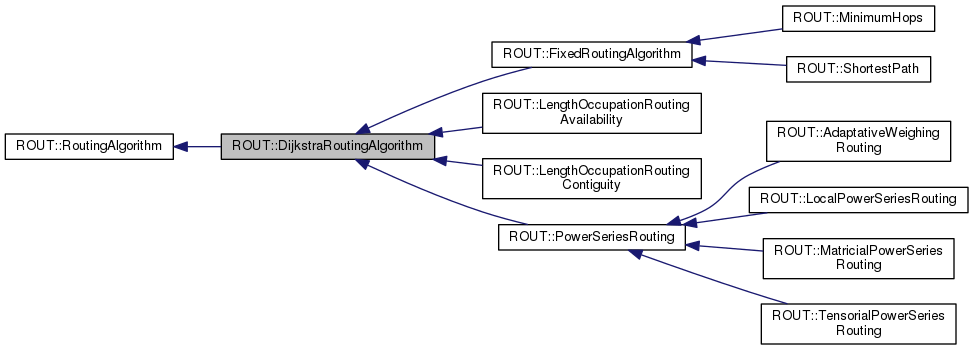 ROUT::RoutingAlgorithm
ROUT::DijkstraRoutingAlgorithm
ROUT::FixedRoutingAlgorithm
ROUT::MinimumHops
ROUT::ShortestPath
ROUT::LengthOccupationRouting
Availability
ROUT::LengthOccupationRouting
Contiguity
ROUT::PowerSeriesRouting
ROUT::AdaptativeWeighing
Routing
ROUT::LocalPowerSeriesRouting
ROUT::MatricialPowerSeries
Routing
ROUT::TensorialPowerSeries
Routing